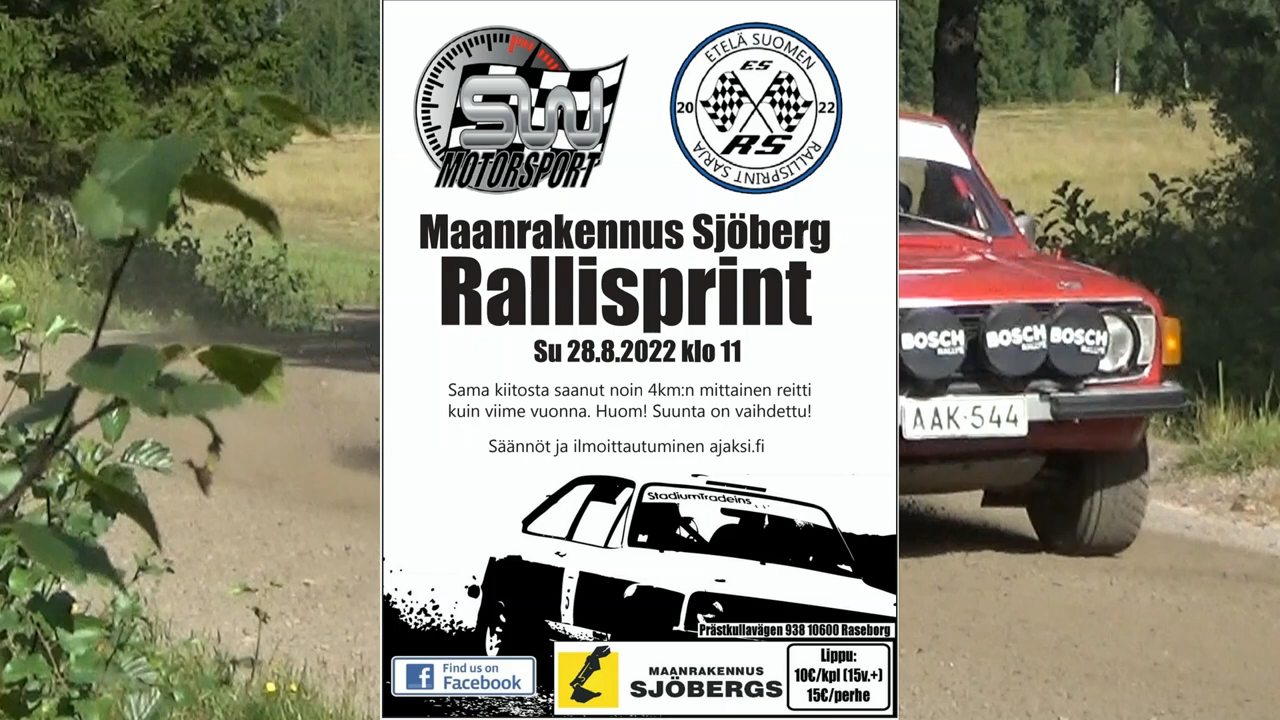 SW
MOTORSPORT
ETELÄ SUOMEN
ES
20 22
RS
RALLISPRINT SARJA
Maanrakennus Sjöberg
Rallisprint
Su 28.8.2022 klo 11
Sama kiitosta saanut noin 4km:n mittainen reitti
kuin viime vuonna. Huom! Suunta on vaihdettu!
Säännöt ja ilmoittautuminen ajaksi.fi
StadiumTradeins
Prästkullavägen 938 10600 Raseborg
Find us on
Facebook
MAANRAKENNUS
SJÖBERGS
Lippu:
10€/kpl (15v.+)
15€/perhe
BOSCH
RALLYE
BOSCH
RALLYE
BOSCH
RALLYE
AAK-544